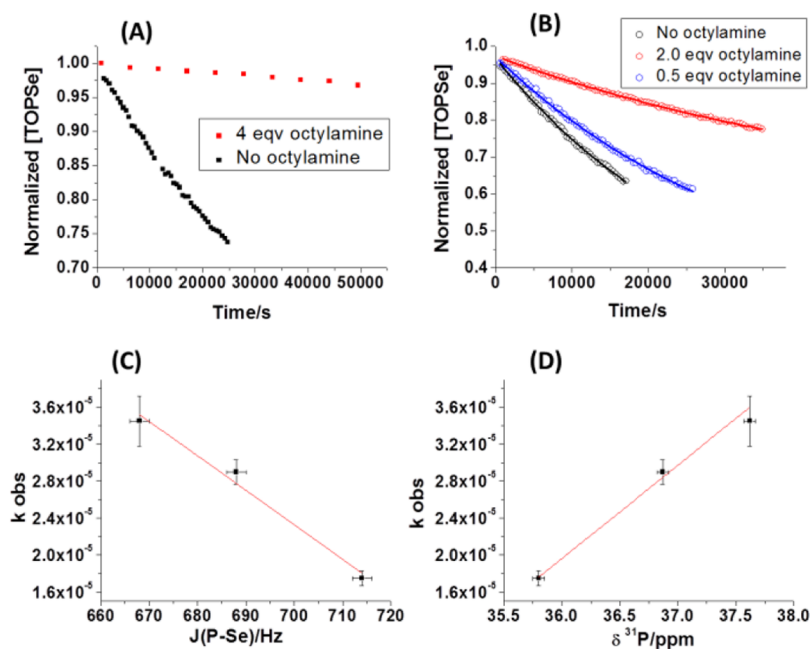 (A)
Normalized [TOPSe]
1.00
0.95
0.90
0.85
0.80
0.75
0.70
4 eqv octylamine
No octylamine
0 10000 20000 30000 40000 50000
Time/s
(B)
Normalized [TOPSe]
1.0
0.9
0.8
0.7
0.6
0.5
0.4
No octylamine
2.0 eqv octylamine
0.5 eqv octylamine
0 10000 20000 30000
Time/s
(C)
k obs
3.6x10⁻⁵
3.2x10⁻⁵
2.8x10⁻⁵
2.4x10⁻⁵
2.0x10⁻⁵
1.6x10⁻⁵
660 670 680 690 700 710 720
J(P-Se)/Hz
(D)
k obs
3.6x10⁻⁵
3.2x10⁻⁵
2.8x10⁻⁵
2.4x10⁻⁵
2.0x10⁻⁵
1.6x10⁻⁵
35.5 36.0 36.5 37.0 37.5 38.0
δ ³¹P/ppm